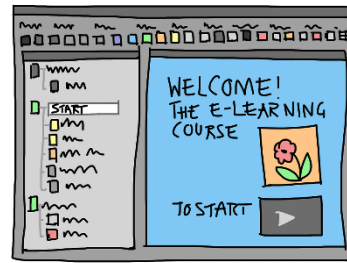 START
WELCOME!
THE E-LEARNING
COURSE
TO START